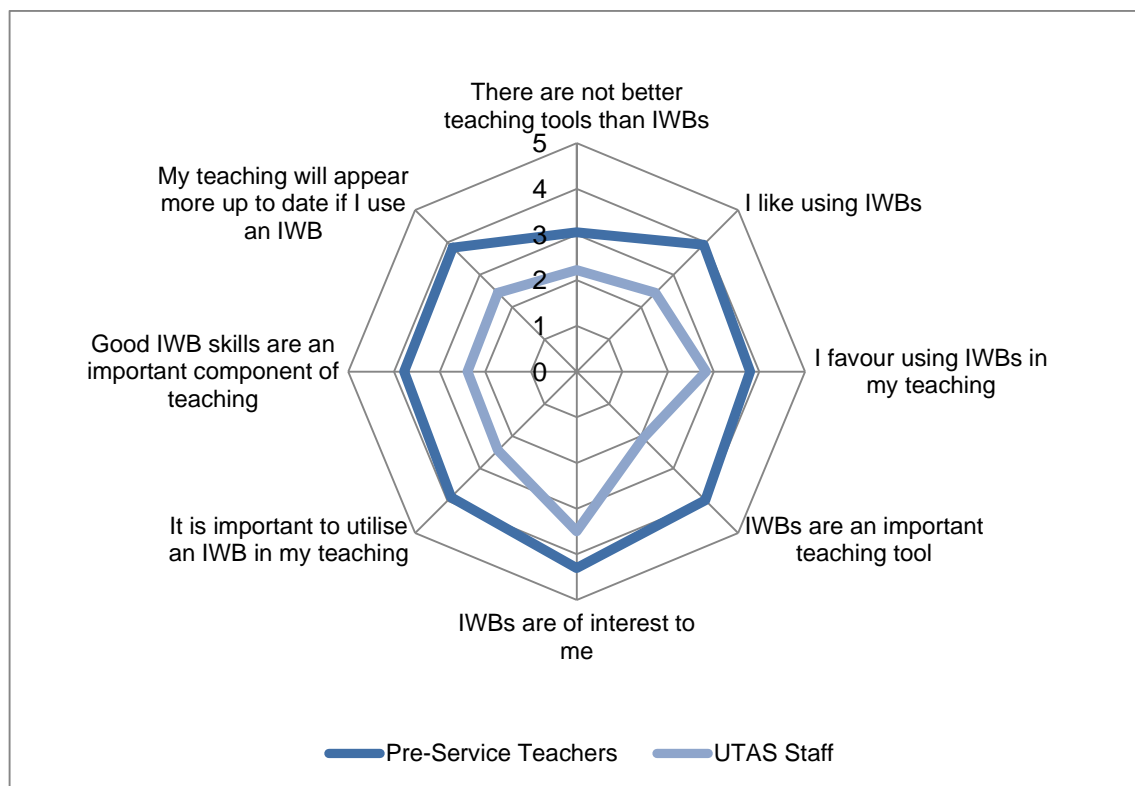 There are not better
teaching tools than IWBs
5
4
3
2
1
0
I like using IWBs
I favour using IWBs in
my teaching
IWBs are an important
teaching tool
IWBs are of interest to
me
It is important to utilise
an IWB in my teaching
Good IWB skills are an
important component of
teaching
My teaching will appear
more up to date if I use
an IWB
Pre-Service Teachers
UTAS Staff